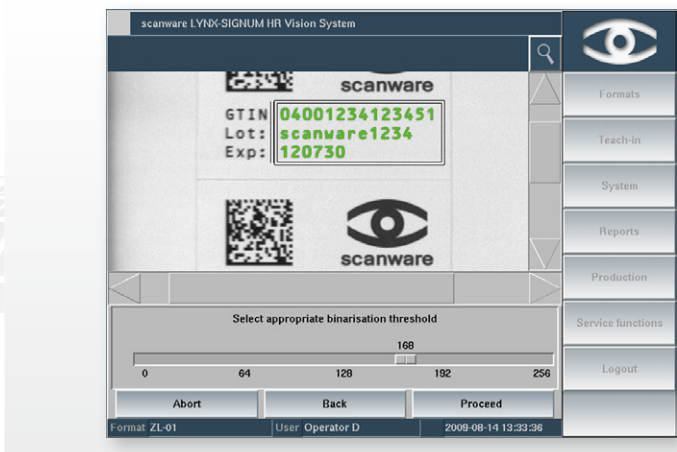 scanware LYNX-SIGNUM HR Vision System
scanware
GTIN 04001234123451
Lot: scanware1234
Exp: 120730
scanware
Select appropriate binarisation threshold
168
0 64 128 192 256
Abort Back Proceed
Format ZL-01 User Operator D 2009-08-14 13:33:36
Formats
Teach-in
System
Reports
Production
Service functions
Logout